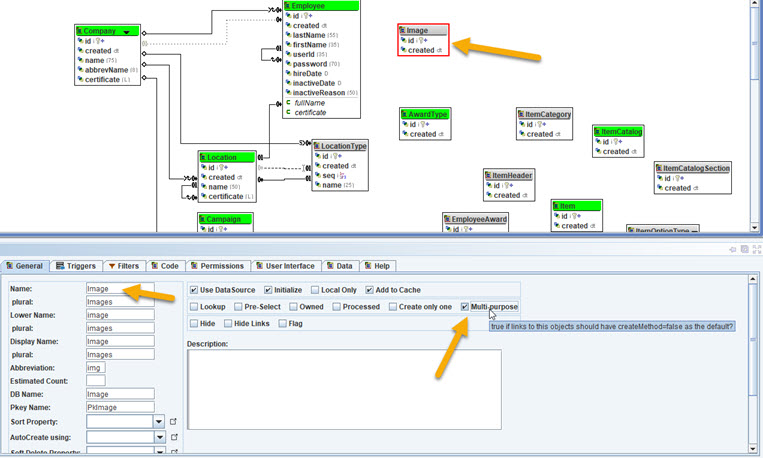 Company
id
created
name (75)
abbrevName (0)
certificate (L)
Employee
id
created
lastName (55)
firstName (35)
userId (35)
password (70)
hireDate D
inactiveDate D
inactiveReason (50)
C fullName
C certificate
Image
id
created
AwardType
id
created
ItemCategory
id
created
ItemCatalog
id
created
LocationType
id
created
seq
name (25)
Location
id
created
name (50)
certificate (L)
ItemHeader
id
created
ItemCatalogSection
id
created
Campaign
id
EmployeeAward
id
Item
id
created
ItemOptionType
General Triggers Filters Code Permissions User Interface Data Help
Name: Image
plural: Images
Lower Name: image
plural: images
Display Name: Image
plural: Images
Abbreviation: img
Estimated Count:
DB Name: Image
Pkey Name: PkImage
Sort Property:
AutoCreate using:
Soft Delete Property:
Use DataSource Initialize Local Only Add to Cache
Lookup Pre-Select Owned Processed Create only one Multi-purpose
Hide Hide Links Flag
true if links to this objects should have createMethod=false as the default?
Description: